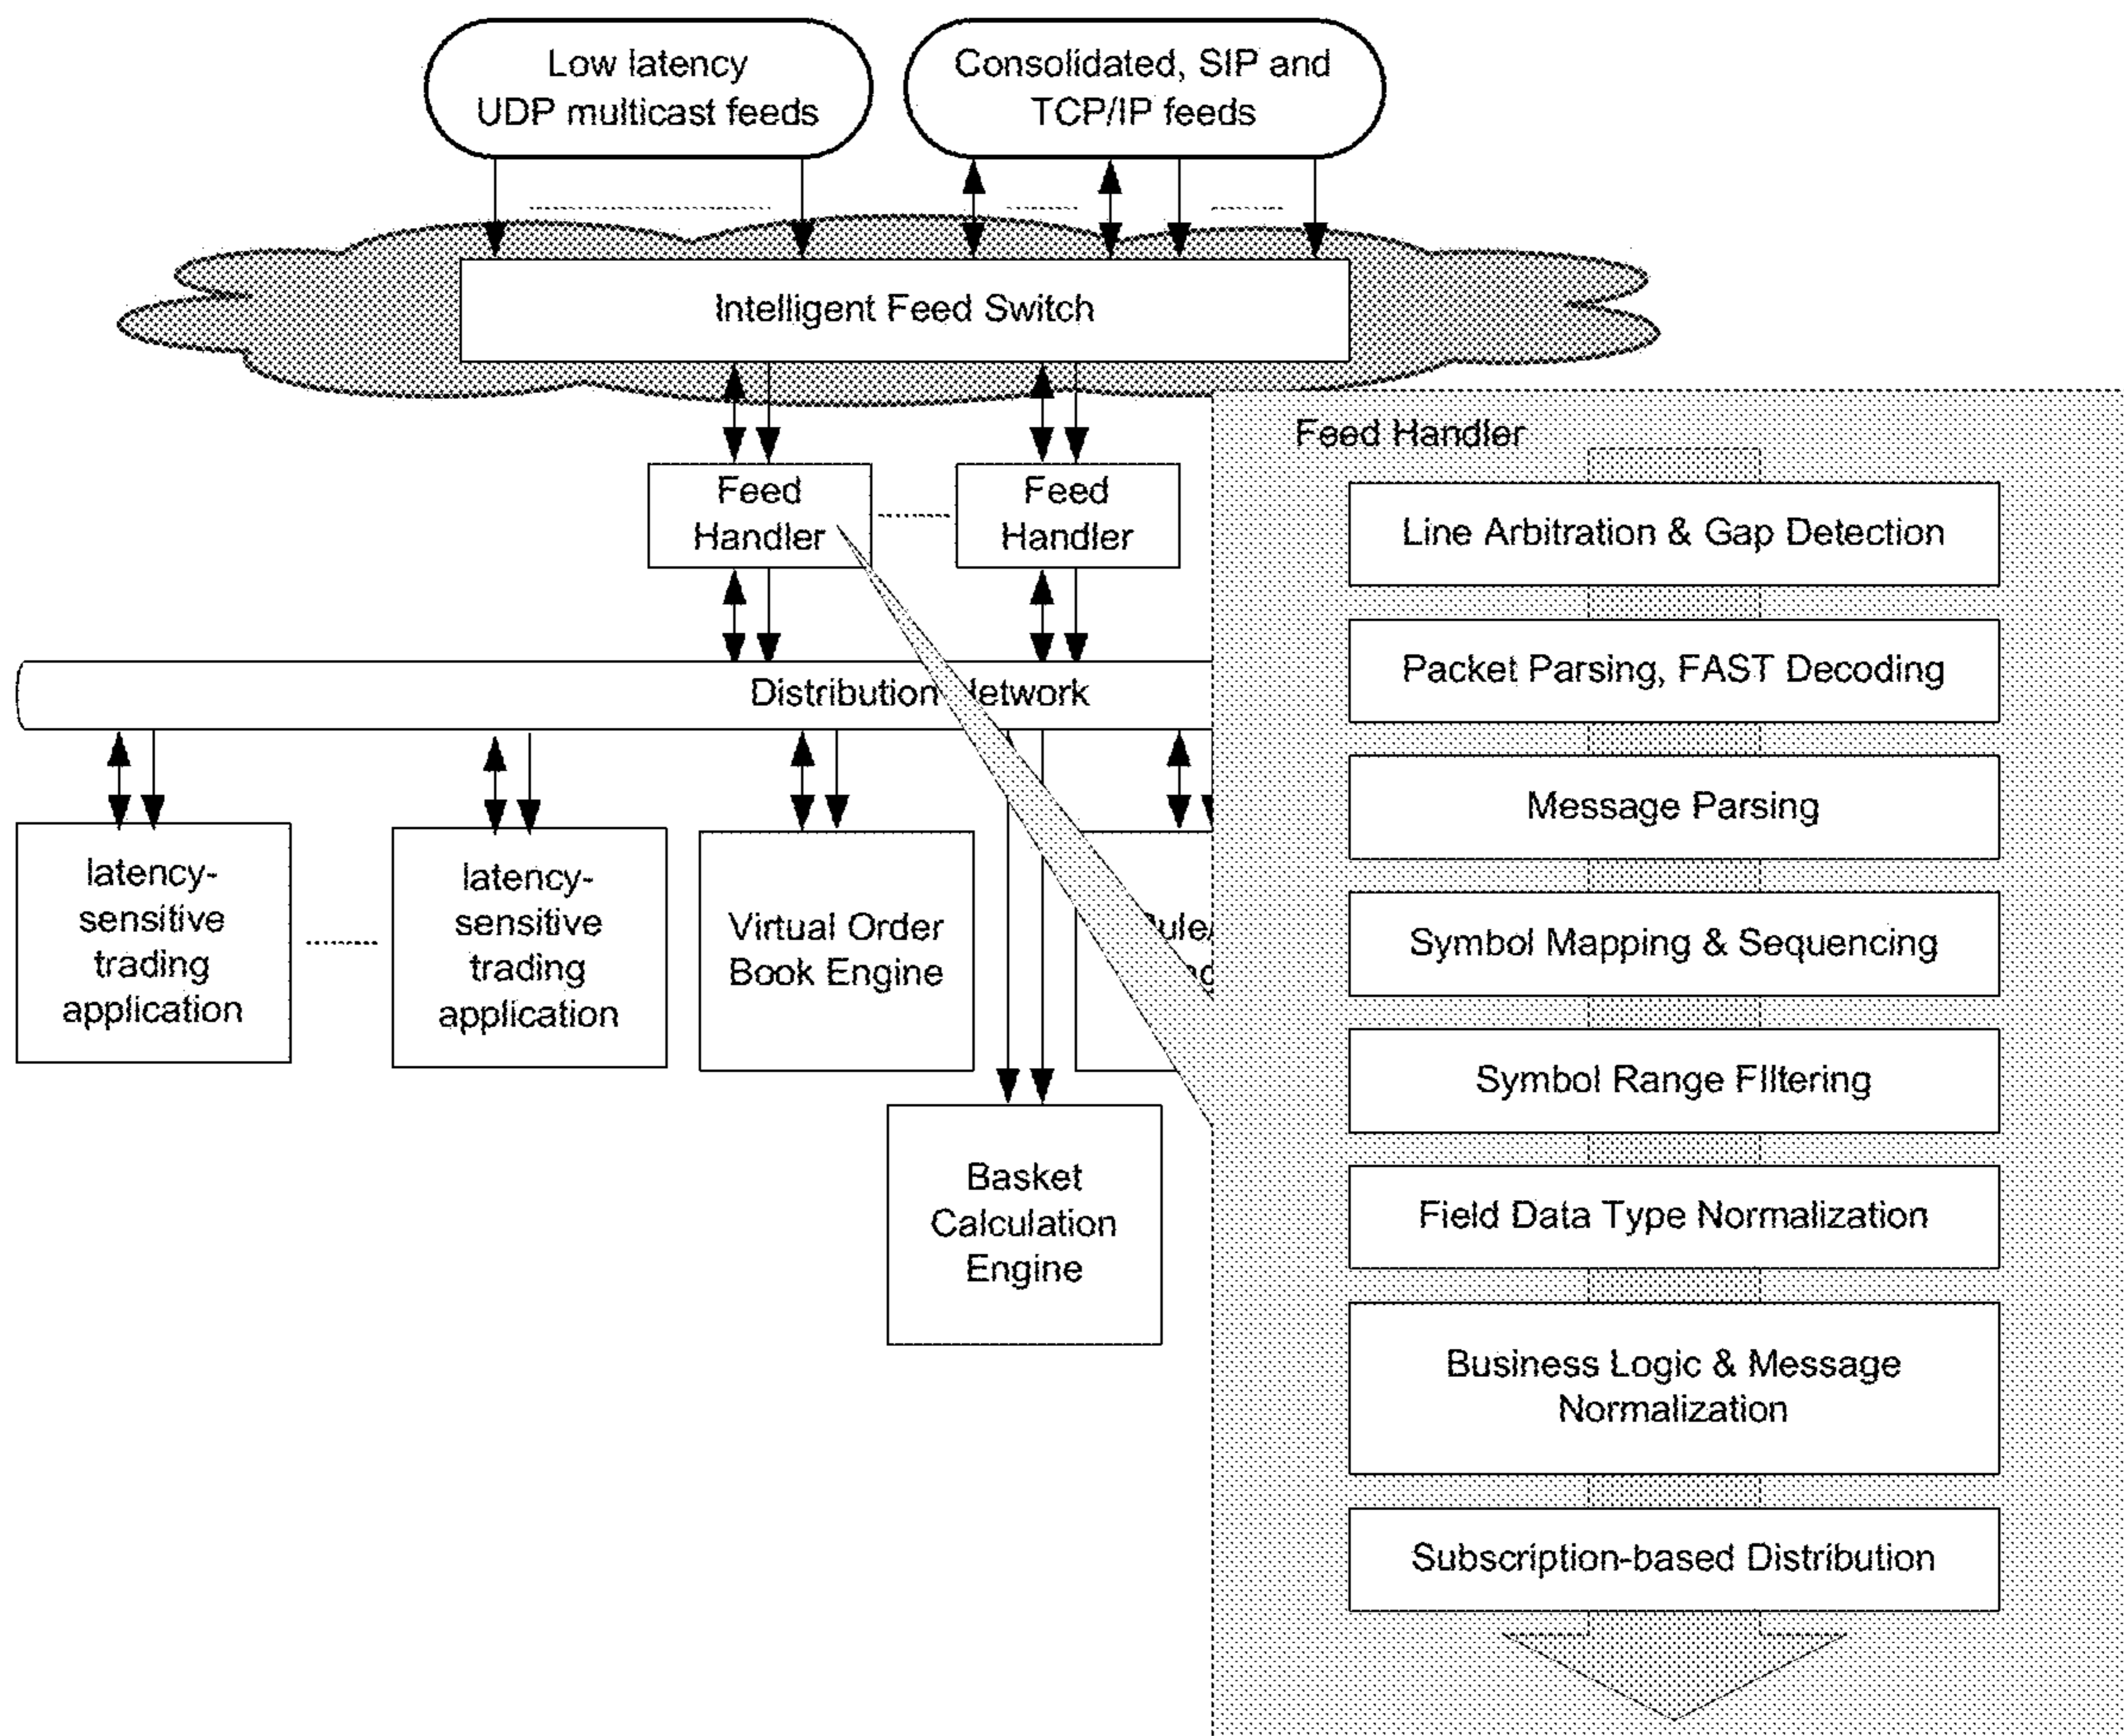 Low latency
UDP multicast feeds
Consolidated, SIP and
TCP/IP feeds
Intelligent Feed Switch
Feed
Handler
Feed
Handler
Distribution
latency-
sensitive
trading
application
latency-
sensitive
trading
application
Virtual Order
Book Engine
Basket
Calculation
Engine
Feed Handler
Line Arbitration & Gap Detection
Packet Parsing, FAST Decoding
Message Parsing
Symbol Mapping & Sequencing
Symbol Range FIltering
Field Data Type Normalization
Business Logic & Message
Normalization
Subscription-based Distribution